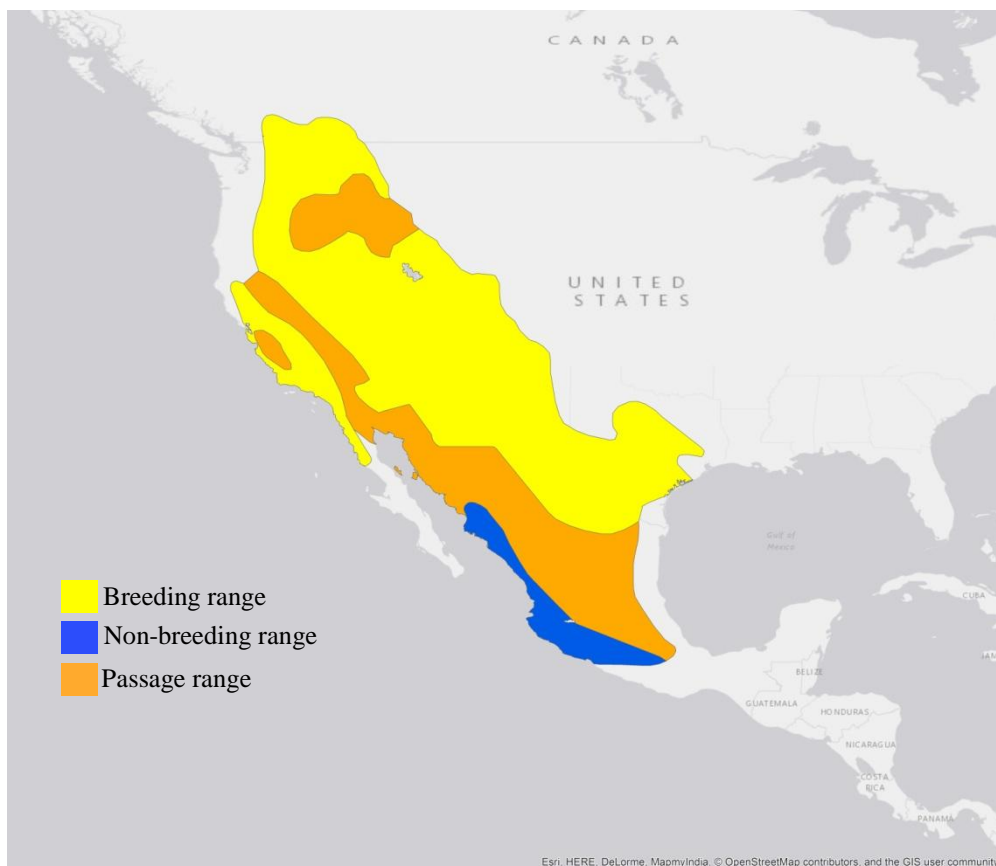 CANADA
UNITED
STATES
Gulf of
Mexico
CUBA
Breeding range
Non-breeding range
Passage range
BELIZE
GUATEMALA
HONDURAS
NICARAGUA
COSTA
RICA
PANAMA
Esri, HERE, DeLorme, MapmyIndia, © OpenStreetMap contributors, and the GIS user communit